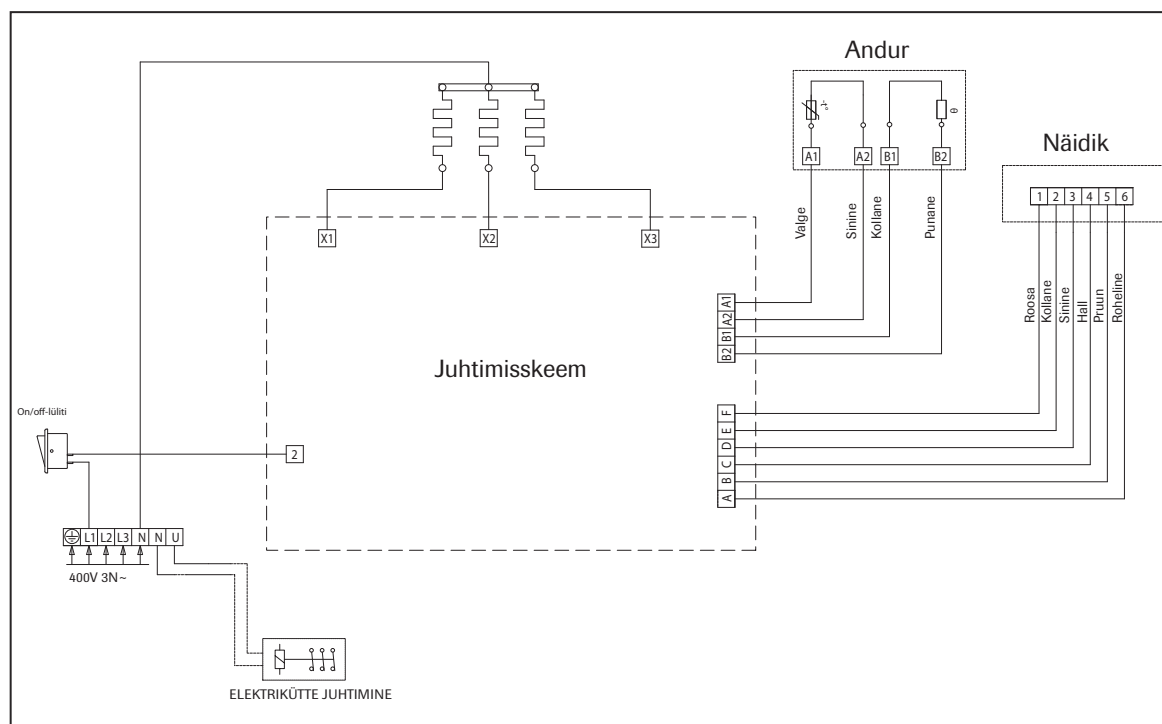 Andur
-t°
θ
A1 A2 B1 B2
Valge
Sinine
Kollane
Punane
Näidik
1 2 3 4 5 6
Roosa
Kollane
Sinine
Hall
Pruun
Roheline
X1 X2 X3
A1
A2
B1
B2
Juhtimisskeem
F
E
D
C
B
A
On/off-lüliti
2
L1 L2 L3 N N U
400V 3N~
ELEKTRIKÜTTE JUHTIMINE